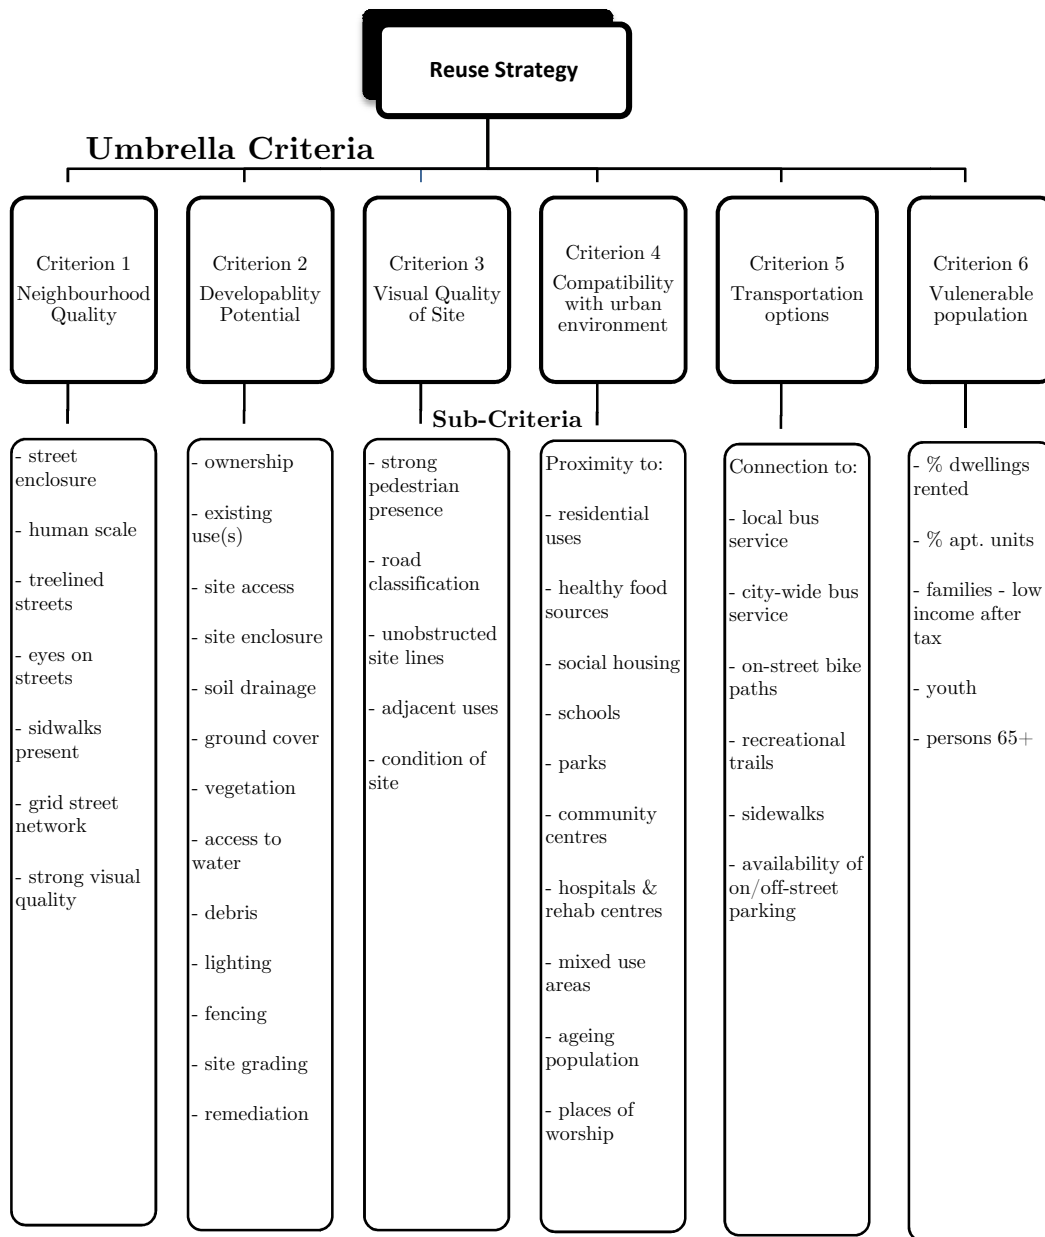 Reuse Strategy
Umbrella Criteria
Criterion 1
Neighbourhood
Quality
Criterion 2
Developablity
Potential
Criterion 3
Visual Quality
of Site
Criterion 4
Compatibility
with urban
environment
Criterion 5
Transportation
options
Criterion 6
Vulenerable
population
Sub-Criteria
- street
enclosure
- human scale
- treelined
streets
- eyes on
streets
- sidwalks
present
- grid street
network
- strong visual
quality
- ownership
- existing
use(s)
- site access
- site enclosure
- soil drainage
- ground cover
- vegetation
- access to
water
- debris
- lighting
- fencing
- site grading
- remediation
- strong
pedestrian
presence
- road
classification
- unobstructed
site lines
- adjacent uses
- condition of
site
Proximity to:
- residential
uses
- healthy food
sources
- social housing
- schools
- parks
- community
centres
- hospitals &
rehab centres
- mixed use
areas
- ageing
population
- places of
worship
Connection to:
- local bus
service
- city-wide bus
service
- on-street bike
paths
- recreational
trails
- sidewalks
- availability of
on/off-street
parking
- % dwellings
rented
- % apt. units
- families - low
income after
tax
- youth
- persons 65+